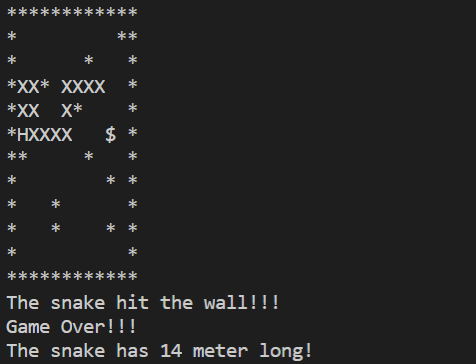 ************
*         **
*      *   *
*XX* XXXX  *
*XX  X*    *
*HXXXX   $ *
**     *   *
*        * *
*   *      *
*   *    * *
*          *
************
The snake hit the wall!!!
Game Over!!!
The snake has 14 meter long!